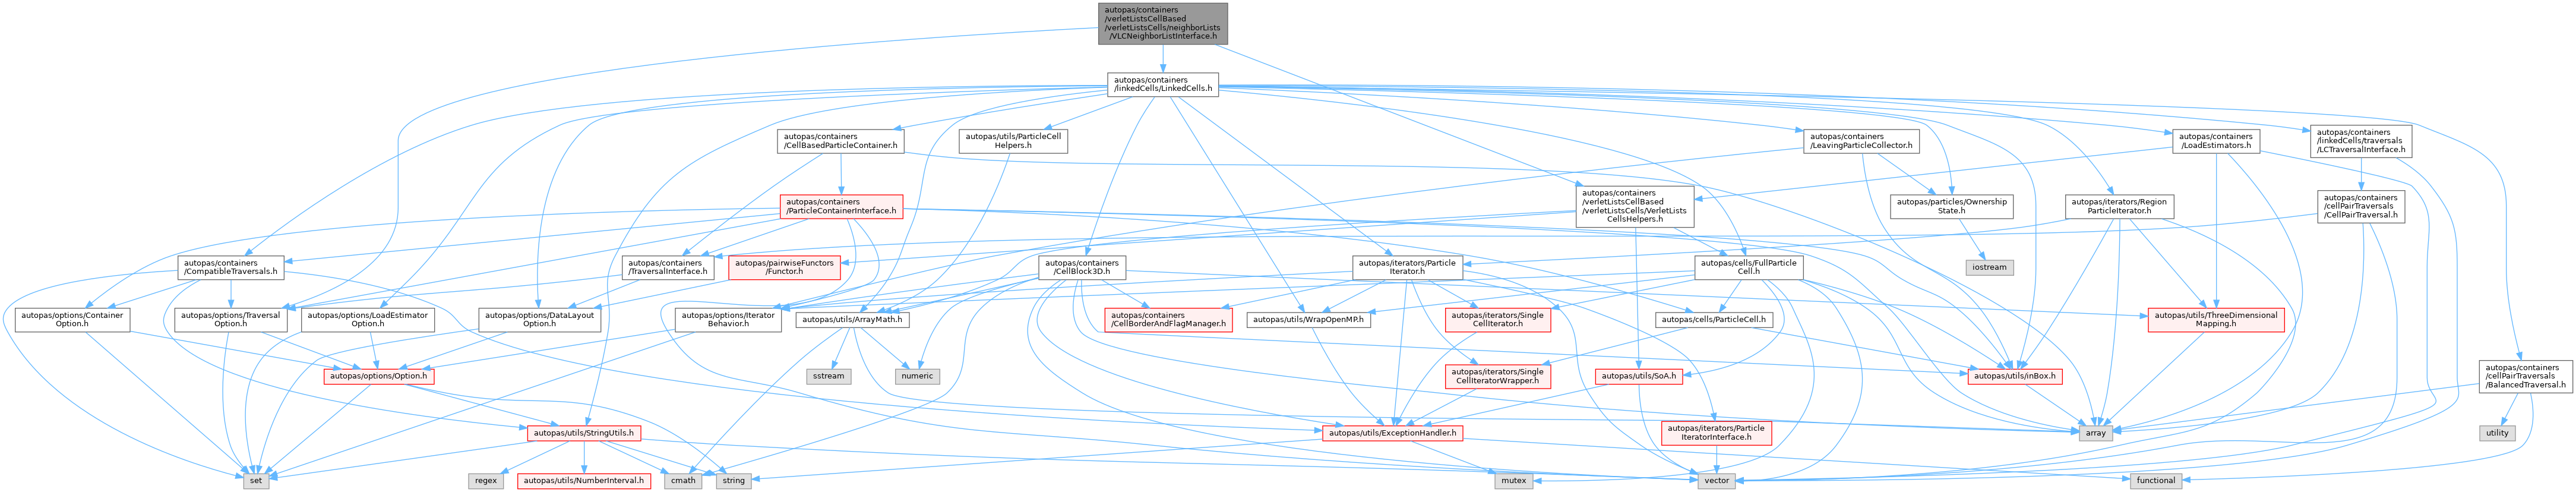 autopas/containers
/verletListsCellBased
/verletListsCells/neighborLists
/VLCNeighborListInterface.h
autopas/containers
/linkedCells/LinkedCells.h
autopas/containers
/CellBasedParticleContainer.h
autopas/utils/ParticleCell
Helpers.h
autopas/containers
/LeavingParticleCollector.h
autopas/containers
/LoadEstimators.h
autopas/containers
/linkedCells/traversals
/LCTraversalInterface.h
autopas/containers
/ParticleContainerInterface.h
autopas/containers
/verletListsCellBased
/verletListsCells/VerletLists
CellsHelpers.h
autopas/particles/Ownership
State.h
autopas/iterators/Region
ParticleIterator.h
autopas/containers
/cellPairTraversals
/CellPairTraversal.h
autopas/containers
/CompatibleTraversals.h
autopas/containers
/TraversalInterface.h
autopas/pairwiseFunctors
/Functor.h
autopas/containers
/CellBlock3D.h
autopas/iterators/Particle
Iterator.h
autopas/cells/FullParticle
Cell.h
iostream
autopas/options/Container
Option.h
autopas/options/Traversal
Option.h
autopas/options/LoadEstimator
Option.h
autopas/options/DataLayout
Option.h
autopas/options/Iterator
Behavior.h
autopas/utils/ArrayMath.h
autopas/containers
/CellBorderAndFlagManager.h
autopas/utils/WrapOpenMP.h
autopas/iterators/Single
CellIterator.h
autopas/cells/ParticleCell.h
autopas/utils/ThreeDimensional
Mapping.h
autopas/options/Option.h
sstream
numeric
autopas/iterators/Single
CellIteratorWrapper.h
autopas/utils/SoA.h
autopas/utils/inBox.h
autopas/containers
/cellPairTraversals
/BalancedTraversal.h
autopas/utils/StringUtils.h
autopas/utils/ExceptionHandler.h
autopas/iterators/Particle
IteratorInterface.h
array
utility
set
regex
autopas/utils/NumberInterval.h
cmath
string
mutex
vector
functional